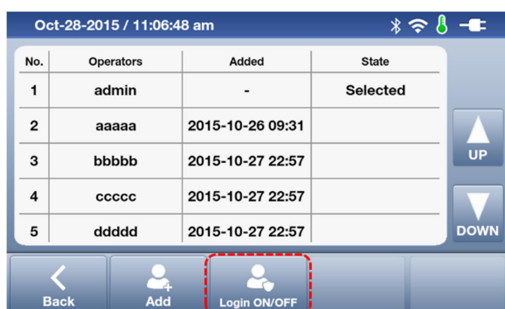 Oct-28-2015 / 11:06:48 am
No. Operators Added State
1 admin - Selected
2 aaaaa 2015-10-26 09:31
3 bbbbb 2015-10-27 22:57
UP
4 ccccc 2015-10-27 22:57
5 ddddd 2015-10-27 22:57
DOWN
Back Add Login ON/OFF